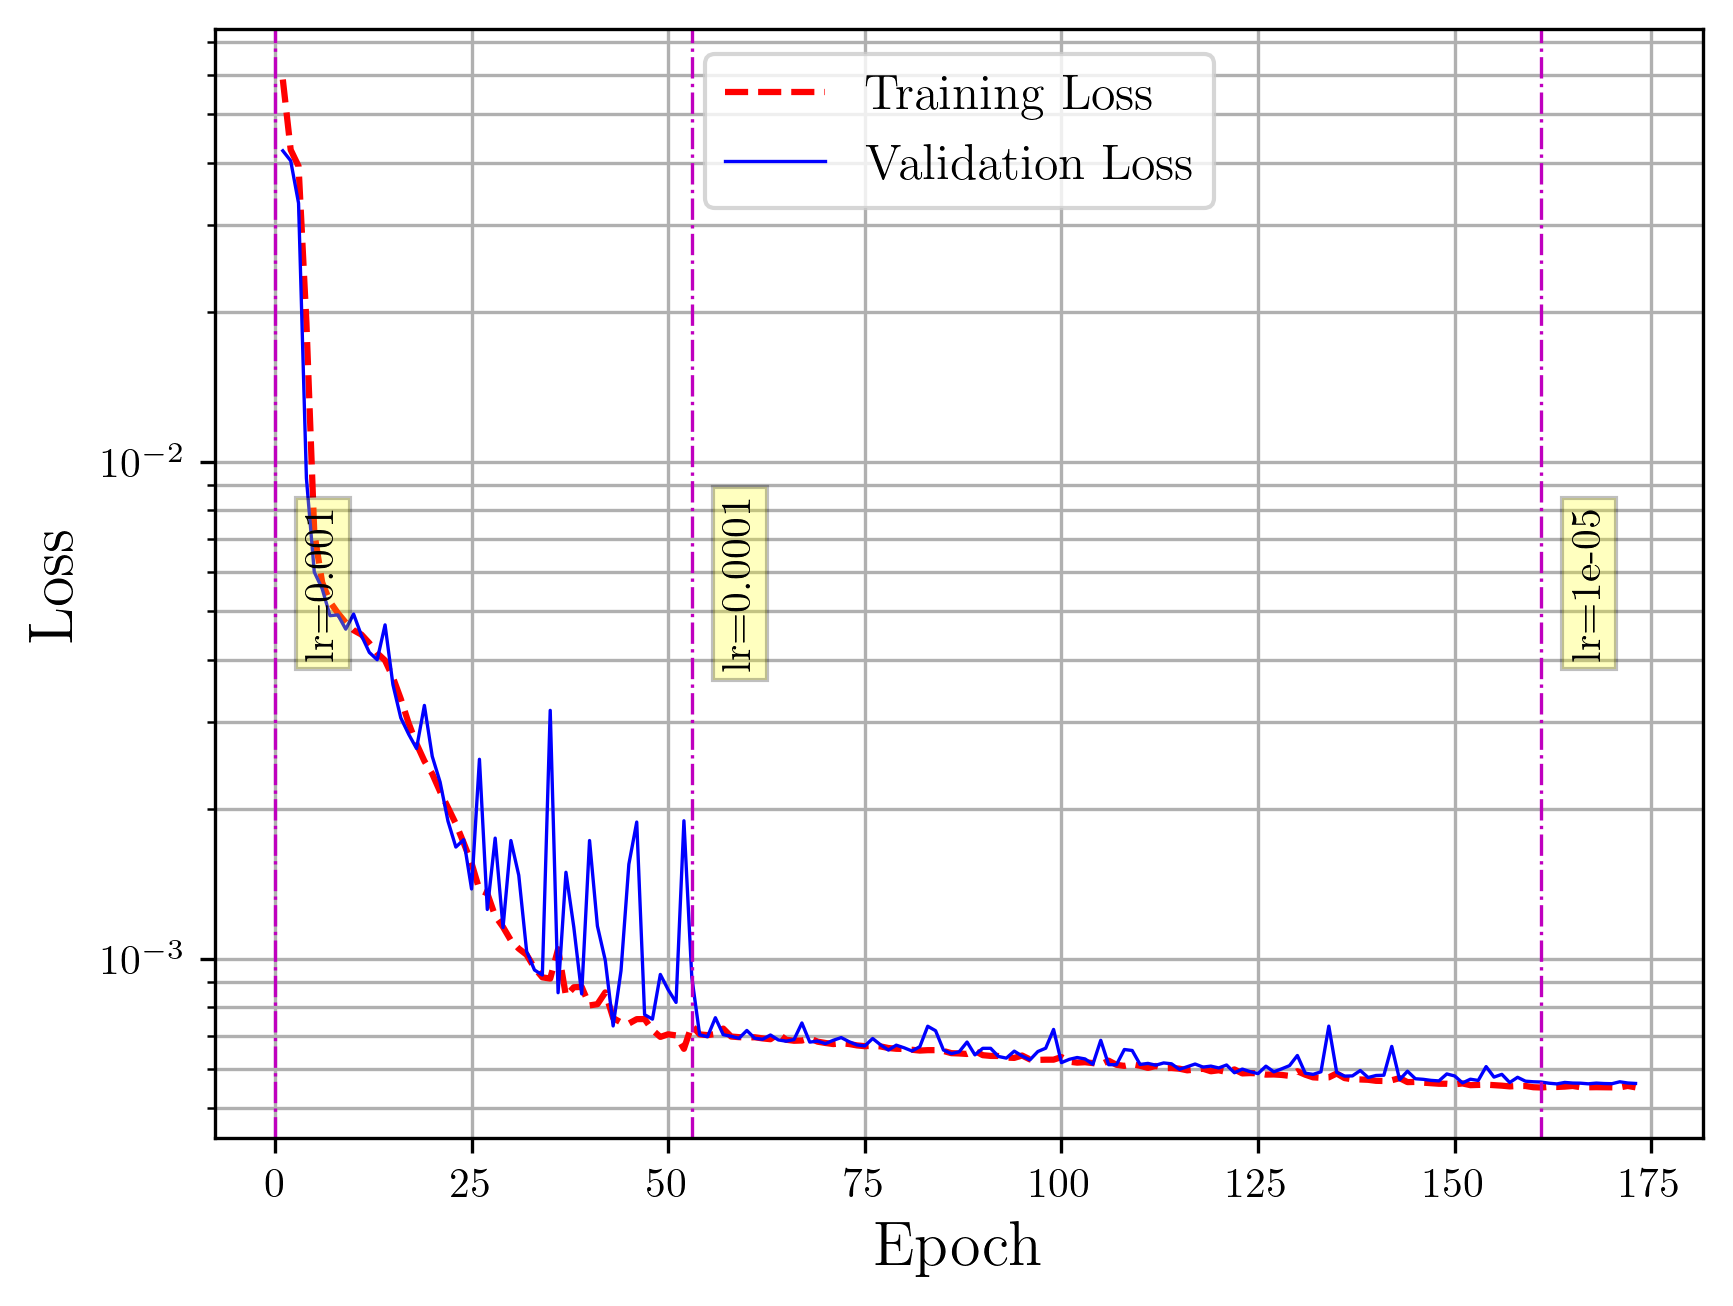 Training Loss
Validation Loss
10⁻²
10⁻³
Loss
lr=0.001
lr=0.0001
lr=1e-05
0 25 50 75 100 125 150 175
Epoch